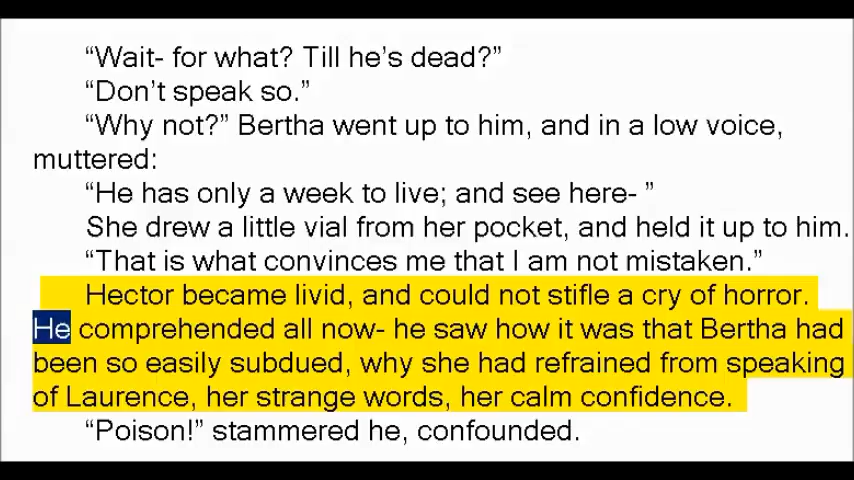 “Wait- for what? Till he’s dead?”
“Don’t speak so.”
“Why not?” Bertha went up to him, and in a low voice,
muttered:
“He has only a week to live; and see here- ”
She drew a little vial from her pocket, and held it up to him.
“That is what convinces me that I am not mistaken.”
Hector became livid, and could not stifle a cry of horror.
He comprehended all now- he saw how it was that Bertha had
been so easily subdued, why she had refrained from speaking
of Laurence, her strange words, her calm confidence.
“Poison!” stammered he, confounded.